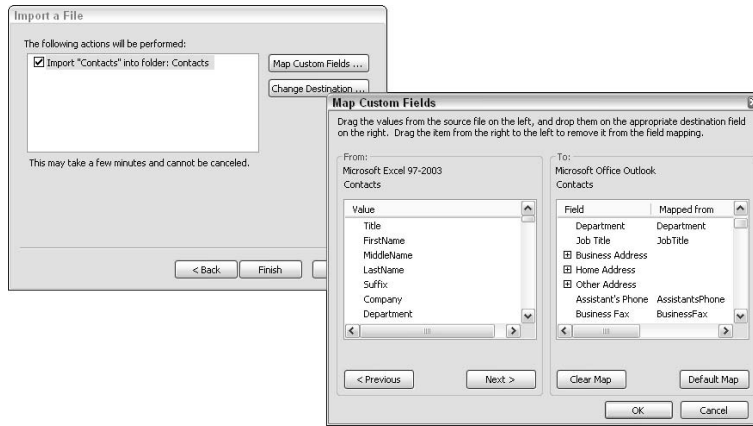 Import a File
The following actions will be performed:
Import "Contacts" into folder: Contacts
Map Custom Fields ...
Change Destination ...
This may take a few minutes and cannot be canceled.
< Back
Finish
Map Custom Fields
Drag the values from the source file on the left, and drop them on the appropriate destination field
on the right. Drag the item from the right to the left to remove it from the field mapping.
From:
Microsoft Excel 97-2003
Contacts
Value
Title
FirstName
MiddleName
LastName
Suffix
Company
Department
< Previous
Next >
To:
Microsoft Office Outlook
Contacts
Field Mapped from
Department Department
Job Title JobTitle
Business Address
Home Address
Other Address
Assistant's Phone AssistantsPhone
Business Fax BusinessFax
Clear Map
Default Map
OK
Cancel